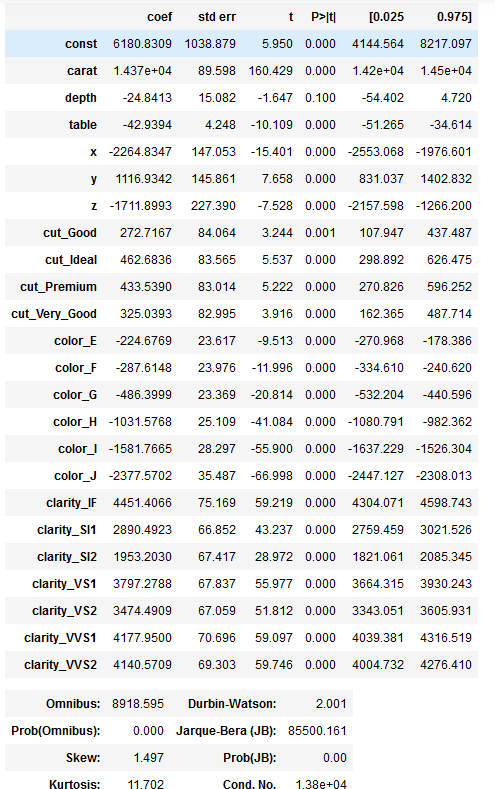 coef std err t P>|t| [0.025 0.975]
const 6180.8309 1038.879 5.950 0.000 4144.564 8217.097
carat 1.437e+04 89.598 160.429 0.000 1.42e+04 1.45e+04
depth -24.8413 15.082 -1.647 0.100 -54.402 4.720
table -42.9394 4.248 -10.109 0.000 -51.265 -34.614
x -2264.8347 147.053 -15.401 0.000 -2553.068 -1976.601
y 1116.9342 145.861 7.658 0.000 831.037 1402.832
z -1711.8993 227.390 -7.528 0.000 -2157.598 -1266.200
cut_Good 272.7167 84.064 3.244 0.001 107.947 437.487
cut_Ideal 462.6836 83.565 5.537 0.000 298.892 626.475
cut_Premium 433.5390 83.014 5.222 0.000 270.826 596.252
cut_Very_Good 325.0393 82.995 3.916 0.000 162.365 487.714
color_E -224.6769 23.617 -9.513 0.000 -270.968 -178.386
color_F -287.6148 23.976 -11.996 0.000 -334.610 -240.620
color_G -486.3999 23.369 -20.814 0.000 -532.204 -440.596
color_H -1031.5768 25.109 -41.084 0.000 -1080.791 -982.362
color_I -1581.7665 28.297 -55.900 0.000 -1637.229 -1526.304
color_J -2377.5702 35.487 -66.998 0.000 -2447.127 -2308.013
clarity_IF 4451.4066 75.169 59.219 0.000 4304.071 4598.743
clarity_SI1 2890.4923 66.852 43.237 0.000 2759.459 3021.526
clarity_SI2 1953.2030 67.417 28.972 0.000 1821.061 2085.345
clarity_VS1 3797.2788 67.837 55.977 0.000 3664.315 3930.243
clarity_VS2 3474.4909 67.059 51.812 0.000 3343.051 3605.931
clarity_VVS1 4177.9500 70.696 59.097 0.000 4039.381 4316.519
clarity_VVS2 4140.5709 69.303 59.746 0.000 4004.732 4276.410
Omnibus: 8918.595 Durbin-Watson: 2.001
Prob(Omnibus): 0.000 Jarque-Bera (JB): 85500.161
Skew: 1.497 Prob(JB): 0.00
Kurtosis: 11.702 Cond. No. 1.38e+04